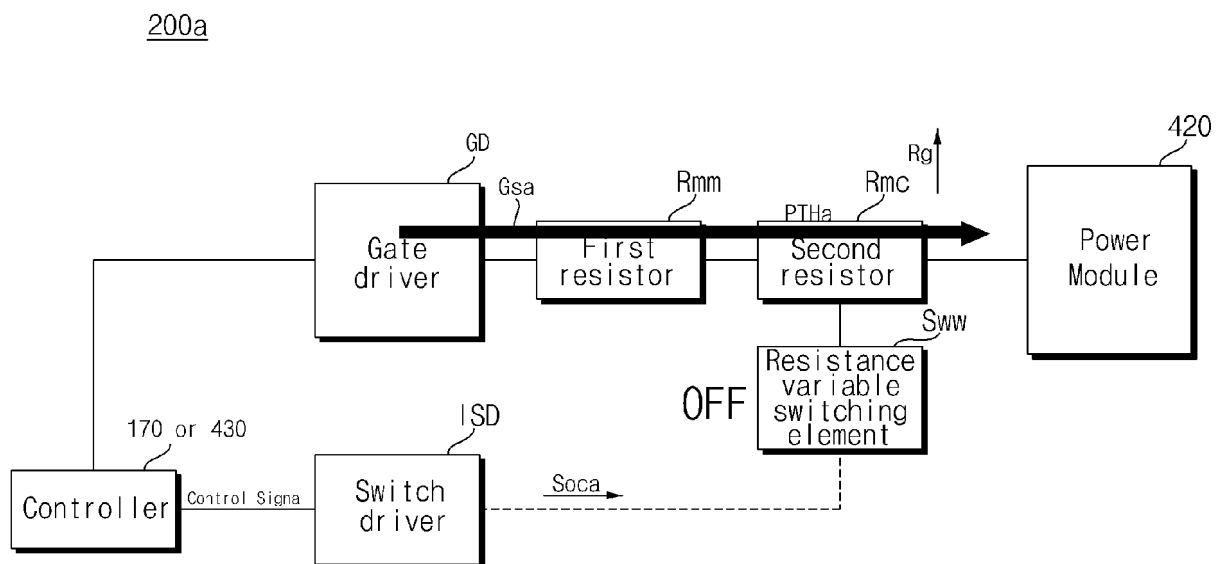 200a
420
GD
Rg
Gsa
Rmm
Rmc
PTHa
Gate
driver
First
resistor
Second
resistor
Power
Module
Sww
OFF
Resistance
variable
switching
element
170 or 430
ISD
Controller
Control Signa
Switch
driver
Soca